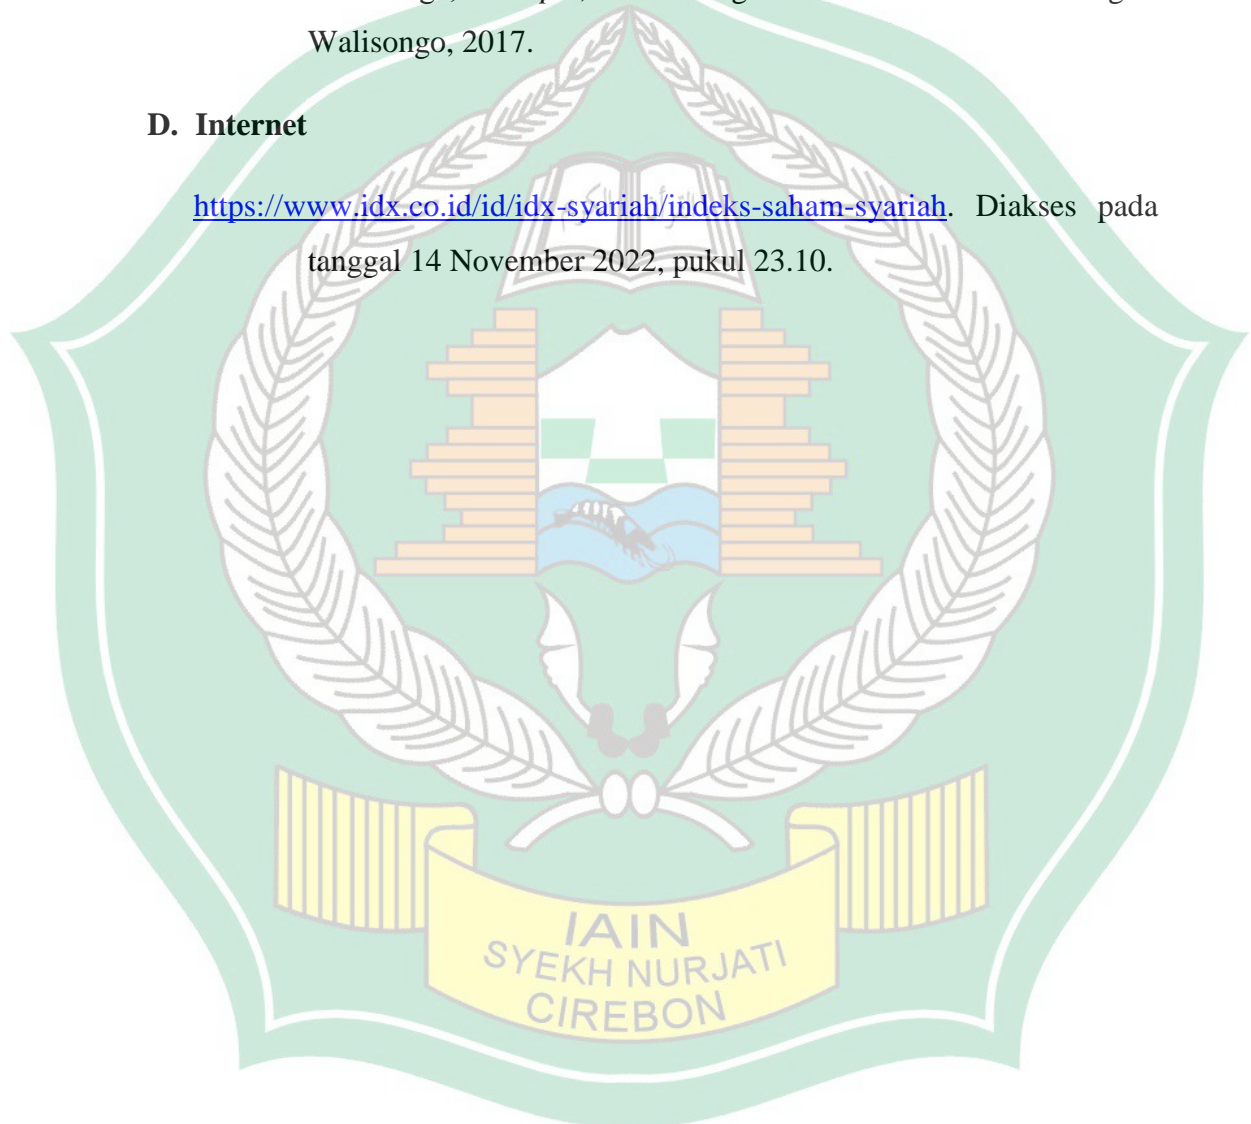 Walisongo, 2017.
D. Internet
https://www.idx.co.id/id/idx-syariah/indeks-saham-syariah. Diakses pada
tanggal 14 November 2022, pukul 23.10.
IAIN
SYEKH NURJATI
CIREBON